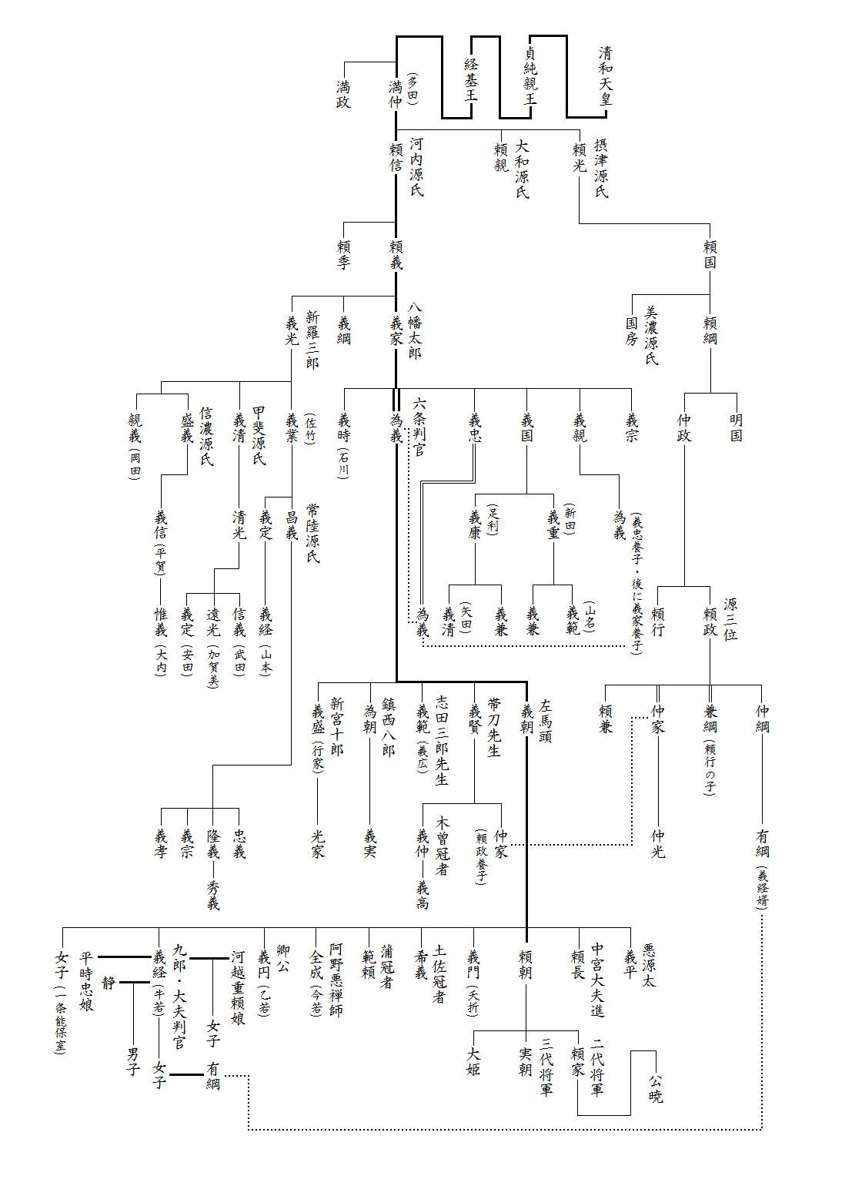 清和天皇
貞純親王
経基王
(多田)
満仲
満政
摂津源氏
頼光
大和源氏
頼親
河内源氏
頼信
頼国
頼義
頼季
頼綱
美濃源氏
国房
八幡太郎
義家
義綱
新羅三郎
義光
明国
仲政
義宗
義親
義国
義忠
六条判官
為義
義時(石川)
(佐竹)
義業
甲斐源氏
義清
信濃源氏
盛義
親義(岡田)
為義
(義忠養子・後に義家養子)
(新田)
義重
(足利)
義康
常陸源氏
昌義
義定
清光
義信(平賀)
源三位
頼政
頼行
(山名)
義範
義兼
義兼
(矢田)
義清
為義
義経(山本)
信義(武田)
遠光(加賀美)
義定(安田)
惟義(大内)
仲綱
兼綱(頼行の子)
仲家
頼兼
左馬頭
義朝
帯刀先生
義賢
志田三郎先生
義範(義広)
鎮西八郎
為朝
新宮十郎
義盛(行家)
有綱(義経婿)
仲光
仲家
(頼政養子)
木曾冠者
義仲
義高
義実
光家
忠義
隆義
秀義
義宗
義孝
悪源太
義平
中宮大夫進
頼長
頼朝
義門(夭折)
土佐冠者
希義
蒲冠者
範頼
阿野悪禅師
全成(今若)
卿公
義円(乙若)
河越重頼娘
九郎・大夫判官
義経(牛若)
平時忠娘
静
女子(一条能保室)
女子
男子
女子
有綱
二代将軍
頼家
三代将軍
実朝
大姫
公暁